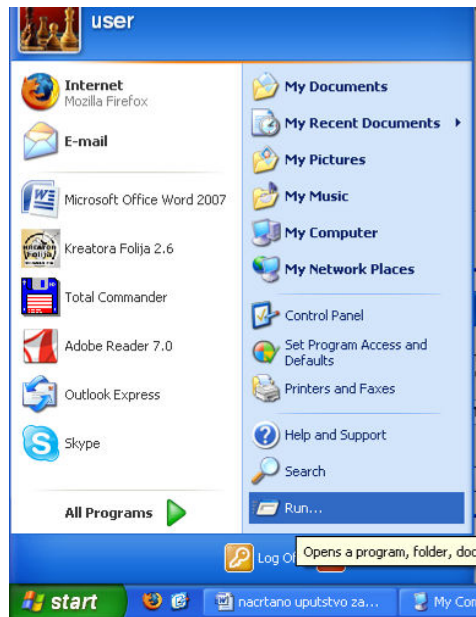 user
Internet
Mozilla Firefox
E-mail
Microsoft Office Word 2007
Kreatora Folija 2.6
Total Commander
Adobe Reader 7.0
Outlook Express
Skype
All Programs
My Documents
My Recent Documents
My Pictures
My Music
My Computer
My Network Places
Control Panel
Set Program Access and
Defaults
Printers and Faxes
Help and Support
Search
Run...
Log Of
Opens a program, folder, doc
start
nacrtano uputstvo za...
My Com